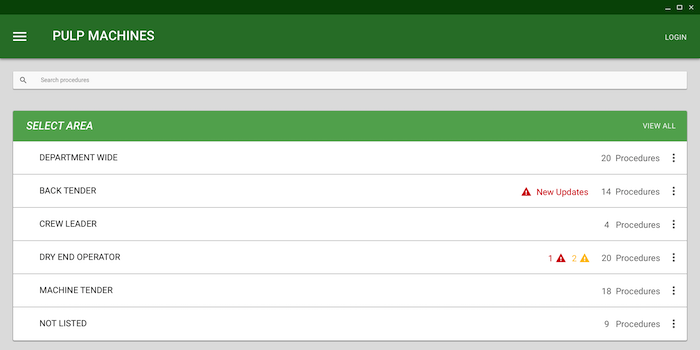 PULP MACHINES
LOGIN
Search procedures
SELECT AREA VIEW ALL
DEPARTMENT WIDE 20 Procedures
BACK TENDER New Updates 14 Procedures
CREW LEADER 4 Procedures
DRY END OPERATOR 1 2 20 Procedures
MACHINE TENDER 18 Procedures
NOT LISTED 9 Procedures